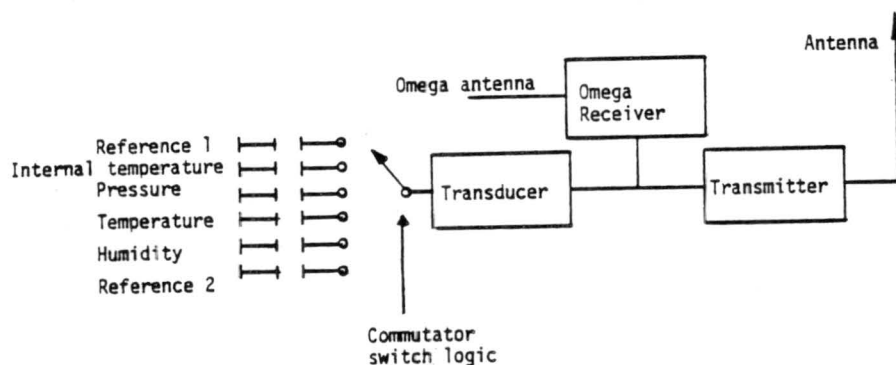 Antenna
Omega antenna
Omega
Receiver
Reference 1
Internal temperature
Pressure
Temperature
Humidity
Reference 2
Transducer
Transmitter
Commutator
switch logic